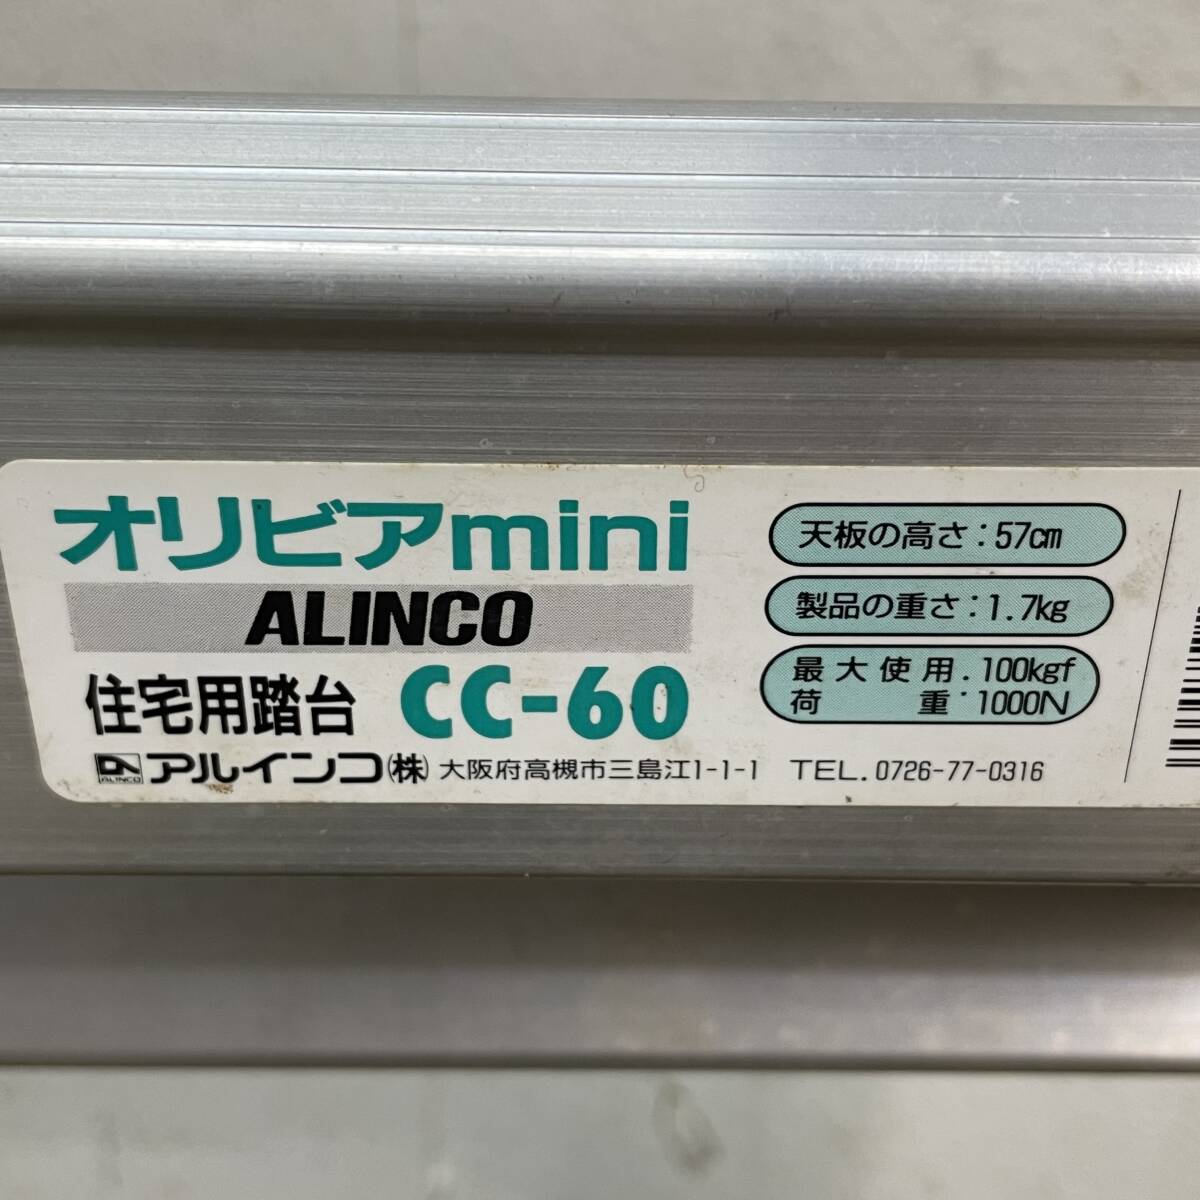 オリビアmini
ALINCO
住宅用踏台 CC-60
ALINCO アルインコ(株) 大阪府高槻市三島江1-1-1 TEL. 0726-77-0316
天板の高さ：57cm
製品の重さ：1.7kg
最大使用荷重：100kgf
1000N